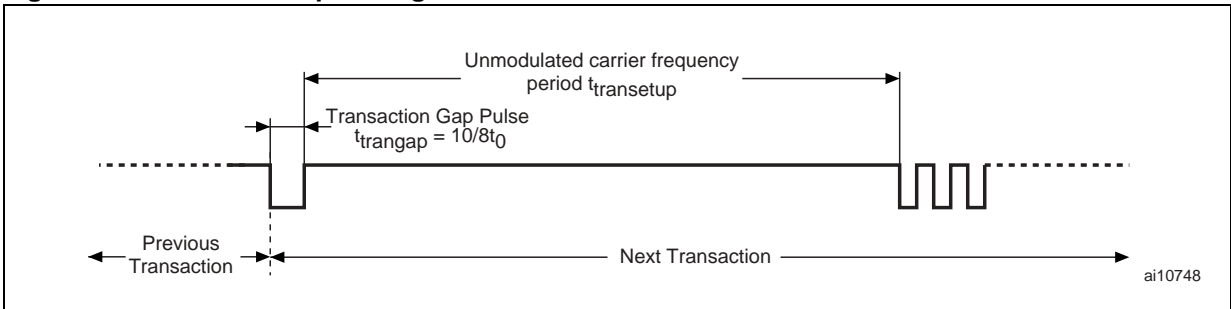 Unmodulated carrier frequency
period ttransetup
Transaction Gap Pulse
ttrangap = 10/8t0
Previous
Transaction
Next Transaction
ai10748